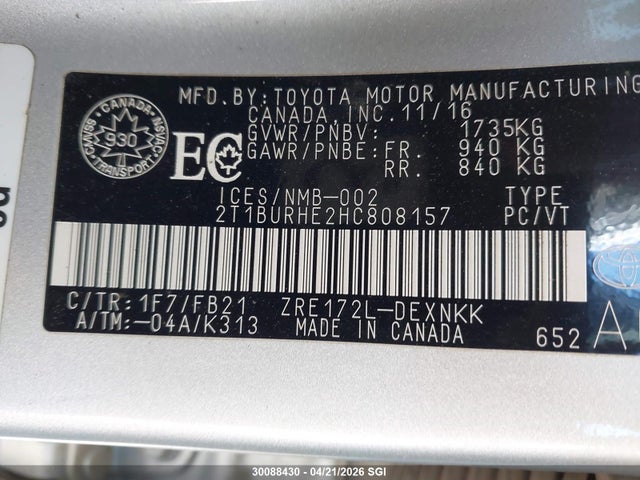 MFD.BY:TOYOTA MOTOR MANUFACTURING
CANADA,INC.11/16
GVWR/PNBV: 1735KG
GAWR/PNBE:FR. 940 KG
RR. 840 KG
CANADA
CMVSS
NSVAC
930
TRANSPORT
EC
ICES/NMB-002 TYPE
2T1BURHE2HC808157 PC/VT
C/TR:1F7/FB21 ZRE172L-DEXNKK
A/TM:-04A/K313 MADE IN CANADA 652
30088430 - 04/21/2026 SGI